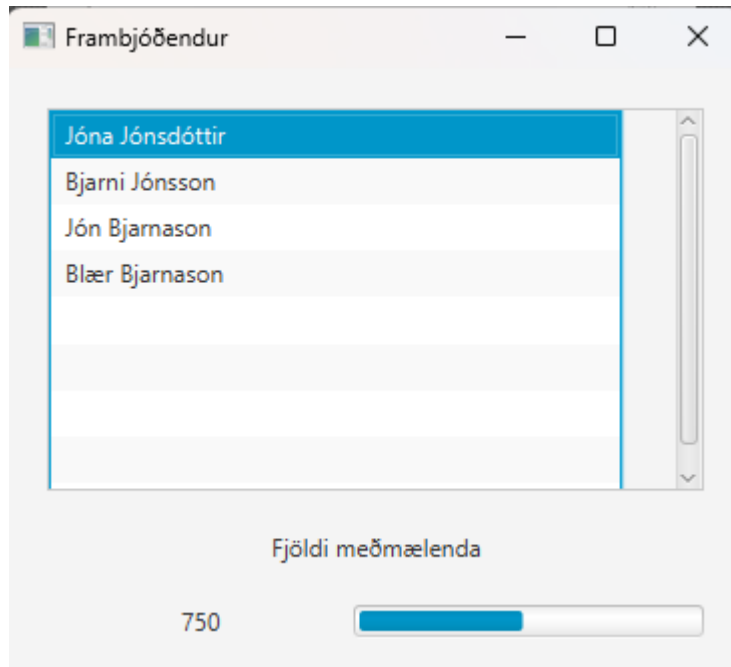 Frambjóðendur
Jóna Jónsdóttir
Bjarni Jónsson
Jón Bjarnason
Blær Bjarnason
Fjöldi meðmælenda
750